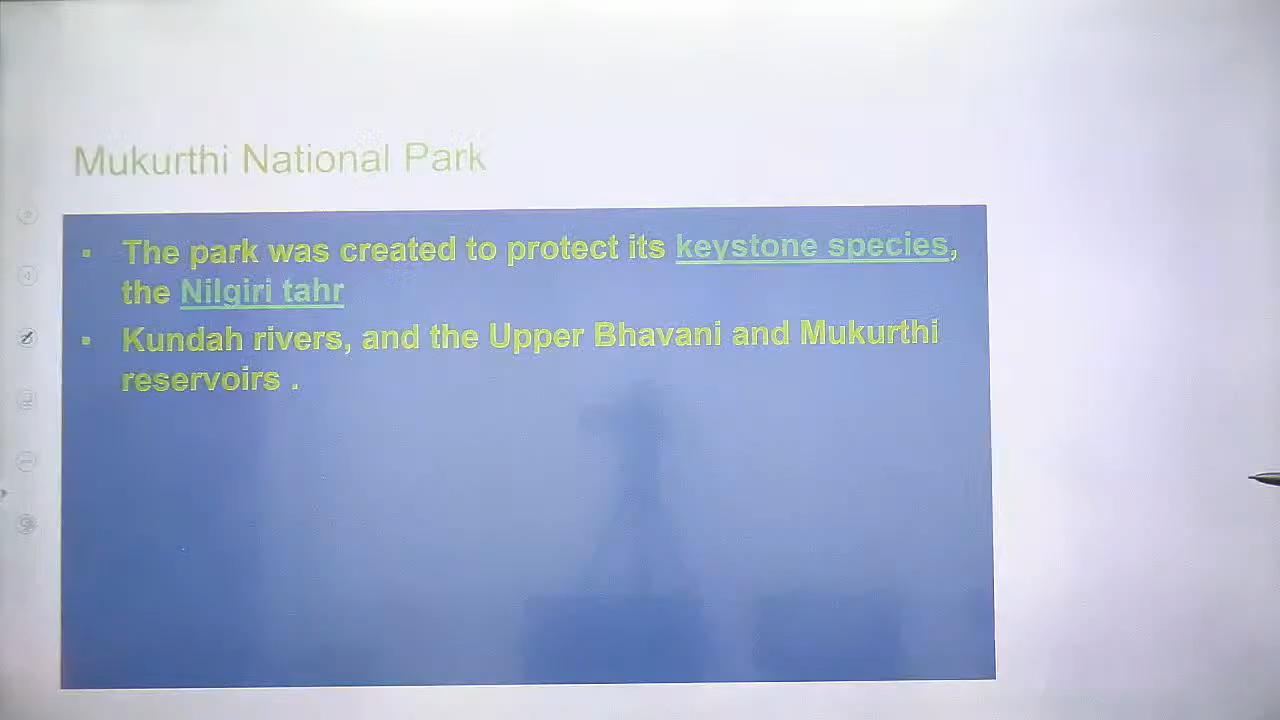 Mukurthi National Park
▪ The park was created to protect its keystone species,
the Nilgiri tahr
▪ Kundah rivers, and the Upper Bhavani and Mukurthi
reservoirs .